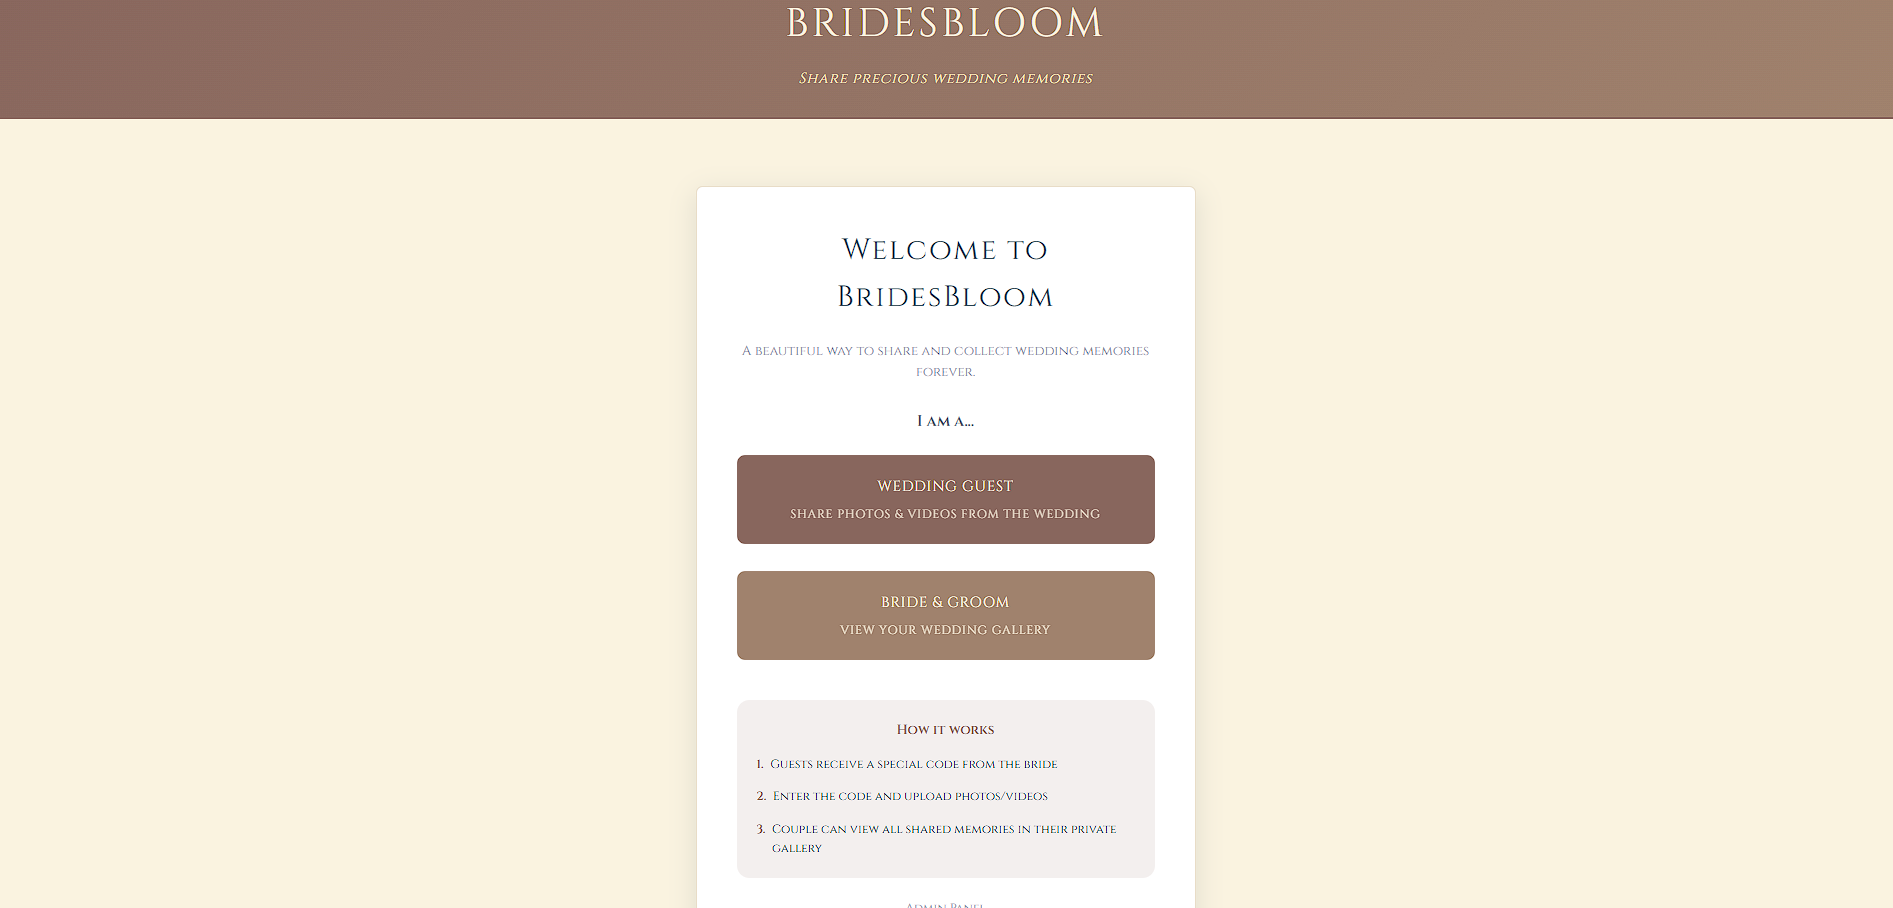 BRIDESBLOOM
Share precious wedding memories
Welcome to
BridesBloom
A beautiful way to share and collect wedding memories
forever.
I am a...
WEDDING GUEST
SHARE PHOTOS & VIDEOS FROM THE WEDDING
BRIDE & GROOM
VIEW YOUR WEDDING GALLERY
How it works
1. Guests receive a special code from the bride
2. Enter the code and upload photos/videos
3. Couple can view all shared memories in their private
gallery
Admin Panel